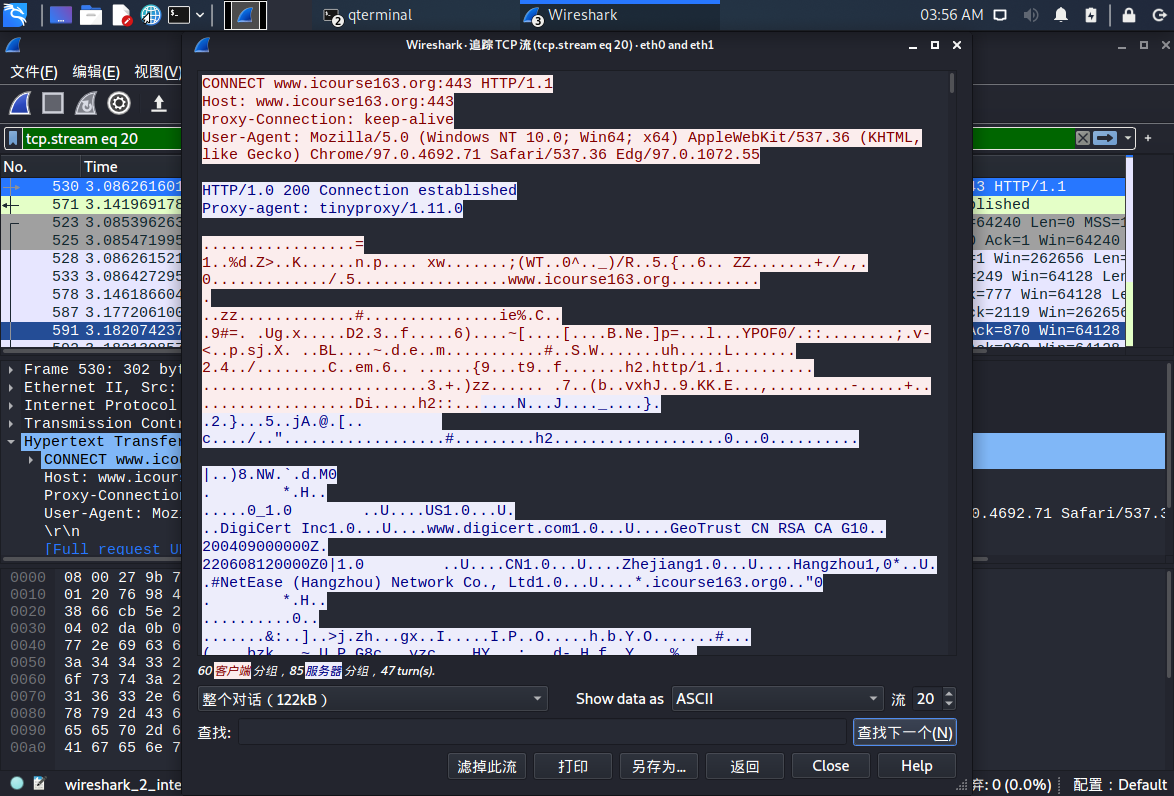 2 qterminal
3 Wireshark
03:56 AM
Wireshark · 追踪 TCP 流 (tcp.stream eq 20) · eth0 and eth1
文件(F) 编辑(E) 视图(V)
tcp.stream eq 20
No. Time
530 3.086261601
571 3.141969178
523 3.085396263
525 3.085471995
528 3.086261521
533 3.086427295
578 3.146186604
587 3.177206100
591 3.182074237
43 HTTP/1.1
lished
=64240 Len=0 MSS=1
0 Ack=1 Win=64240
=1 Win=262656 Len=
=249 Win=64128 Len
k=777 Win=64128 Le
ck=2119 Win=262656
Ack=870 Win=64128
Frame 530: 302 byt
Ethernet II, Src:
Internet Protocol
Transmission Contr
Hypertext Transfer
CONNECT www.icou
Host: www.icours
Proxy-Connection
User-Agent: Mozi
\r\n
[Full request U
0.4692.71 Safari/537.3
0000 08 00 27 9b 7
0010 01 20 76 98 4
0020 38 66 cb 5e 2
0030 04 02 da 0b 0
0040 77 2e 69 63 6
0050 3a 34 34 33 2
0060 6f 73 74 3a 2
0070 31 36 33 2e 6
0080 78 79 2d 43 6
0090 65 65 70 2d 6
00a0 41 67 65 6e 7
wireshark_2_inte
CONNECT www.icourse163.org:443 HTTP/1.1
Host: www.icourse163.org:443
Proxy-Connection: keep-alive
User-Agent: Mozilla/5.0 (Windows NT 10.0; Win64; x64) AppleWebKit/537.36 (KHTML,
like Gecko) Chrome/97.0.4692.71 Safari/537.36 Edg/97.0.1072.55
HTTP/1.0 200 Connection established
Proxy-agent: tinyproxy/1.11.0
.................=
1..%d.Z>..K......n.p.... xw.......;(WT..0^.._)/R..5.{..6.. ZZ.......+./.,.
0............./.5.................www.icourse163.org..........
.
..zz.............#...............ie%.C..
.9#=. .Ug.x.....D2.3..f.....6)....~[....[....B.Ne.]p=...l...YPOF0/.::........;.v-
<..p.sj.X. ..BL....~.d.e..m...........#..S.W.......uh.....L.......
2.4../........C..em.6.. ......{9...t9..f.......h2.http/1.1..........
.........................3.+.)zz...... .7..(b..vxhJ..9.KK.E...,.........-.....+..
.................Di.....h2::.......N...J...._....}.
.2.}...5..jA.@.[..
c..../.."..................#.........h2...................0...0..........
|..)8.NW.`.d.M0
. *.H..
.....0_1.0 ..U....US1.0...U.
..DigiCert Inc1.0...U....www.digicert.com1.0...U....GeoTrust CN RSA CA G10..
200409000000Z.
220608120000Z0|1.0 ..U....CN1.0...U....Zhejiang1.0...U....Hangzhou1,0*..U.
.#NetEase (Hangzhou) Network Co., Ltd1.0...U....*.icourse163.org0.."0
. *.H..
..........0..
.......&:..]..>j.zh...gx..I.....I.P..O.....h.b.Y.O.......#...
60 客户端 分组，85 服务器 分组，47 turn(s).
整个对话（122kB）
Show data as ASCII
流 20
查找:
查找下一个(N)
滤掉此流 打印 另存为… 返回 Close Help
弃: 0 (0.0%)
配置：Default